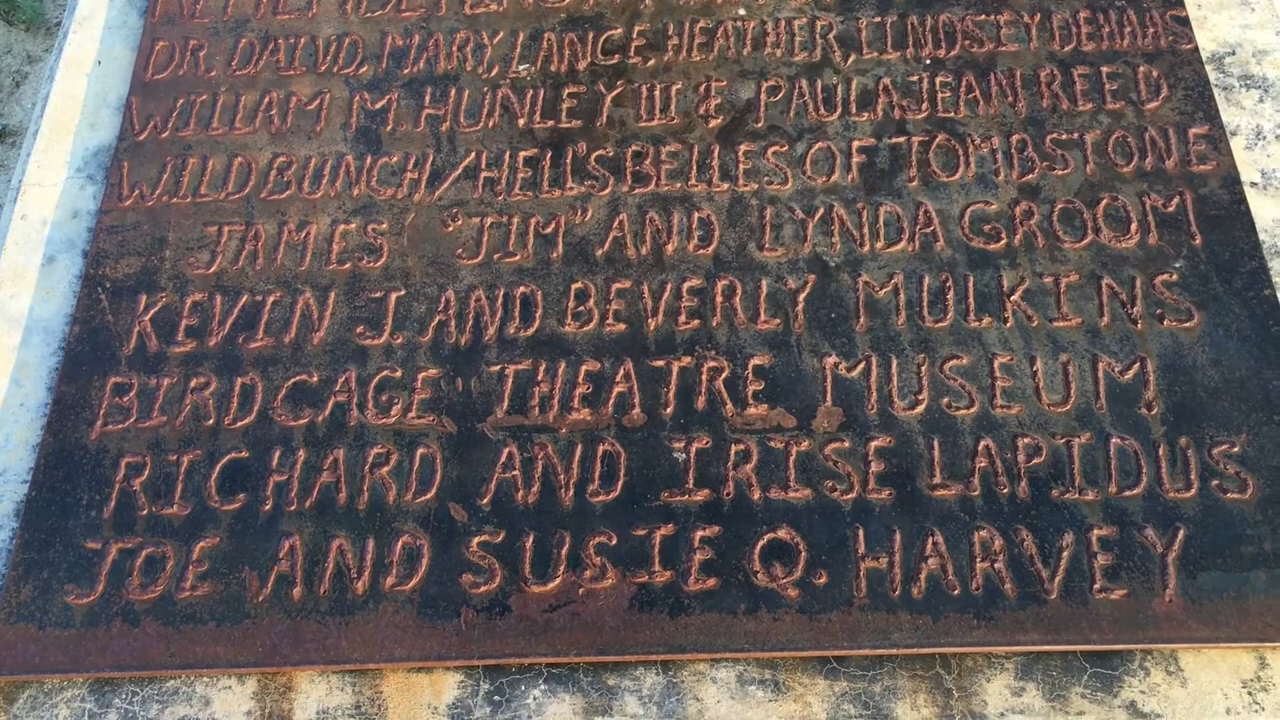 DR. DAIVD, MARY, LANCE, HEATHER, LINDSEY DEHAAS
WILLAM M. HUNLEY III & PAULAJEAN REED
WILD BUNCH/HELL'S BELLES OF TOMBSTONE
JAMES "JIM" AND LYNDA GROOM
KEVIN J. AND BEVERLY MULKINS
BIRDCAGE THEATRE MUSEUM
RICHARD AND IRISE LAPIDUS
JOE AND SUSIE Q. HARVEY